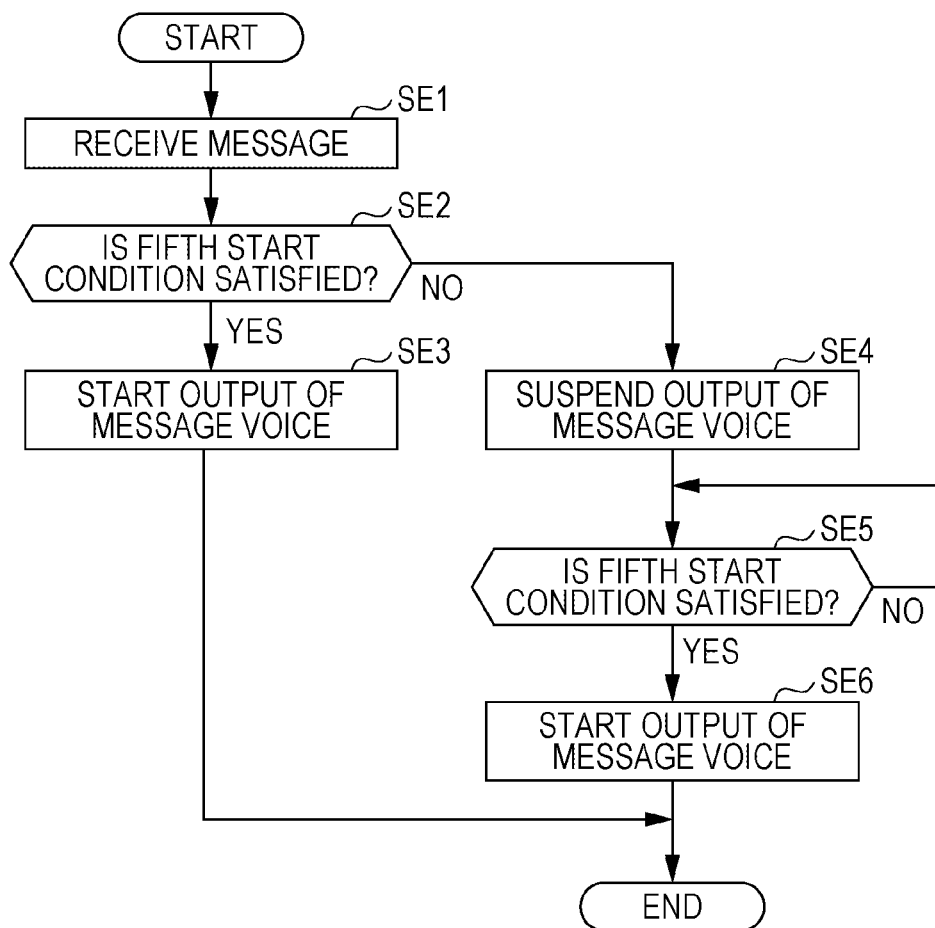 START
SE1
RECEIVE MESSAGE
SE2
IS FIFTH START
CONDITION SATISFIED?
NO
YES
SE3
START OUTPUT OF
MESSAGE VOICE
SE4
SUSPEND OUTPUT OF
MESSAGE VOICE
SE5
IS FIFTH START
CONDITION SATISFIED?
NO
YES
SE6
START OUTPUT OF
MESSAGE VOICE
END